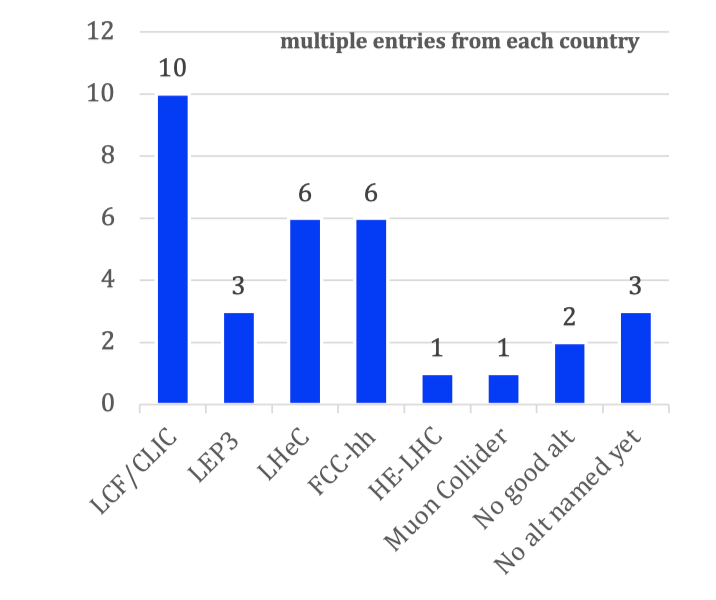 multiple entries from each country
12
10
8
6
4
2
0
10
3
6
6
1
1
2
3
LCF/CLIC
LEP3
LHeC
FCC-hh
HE-LHC
Muon Collider
No good alt
No alt named yet